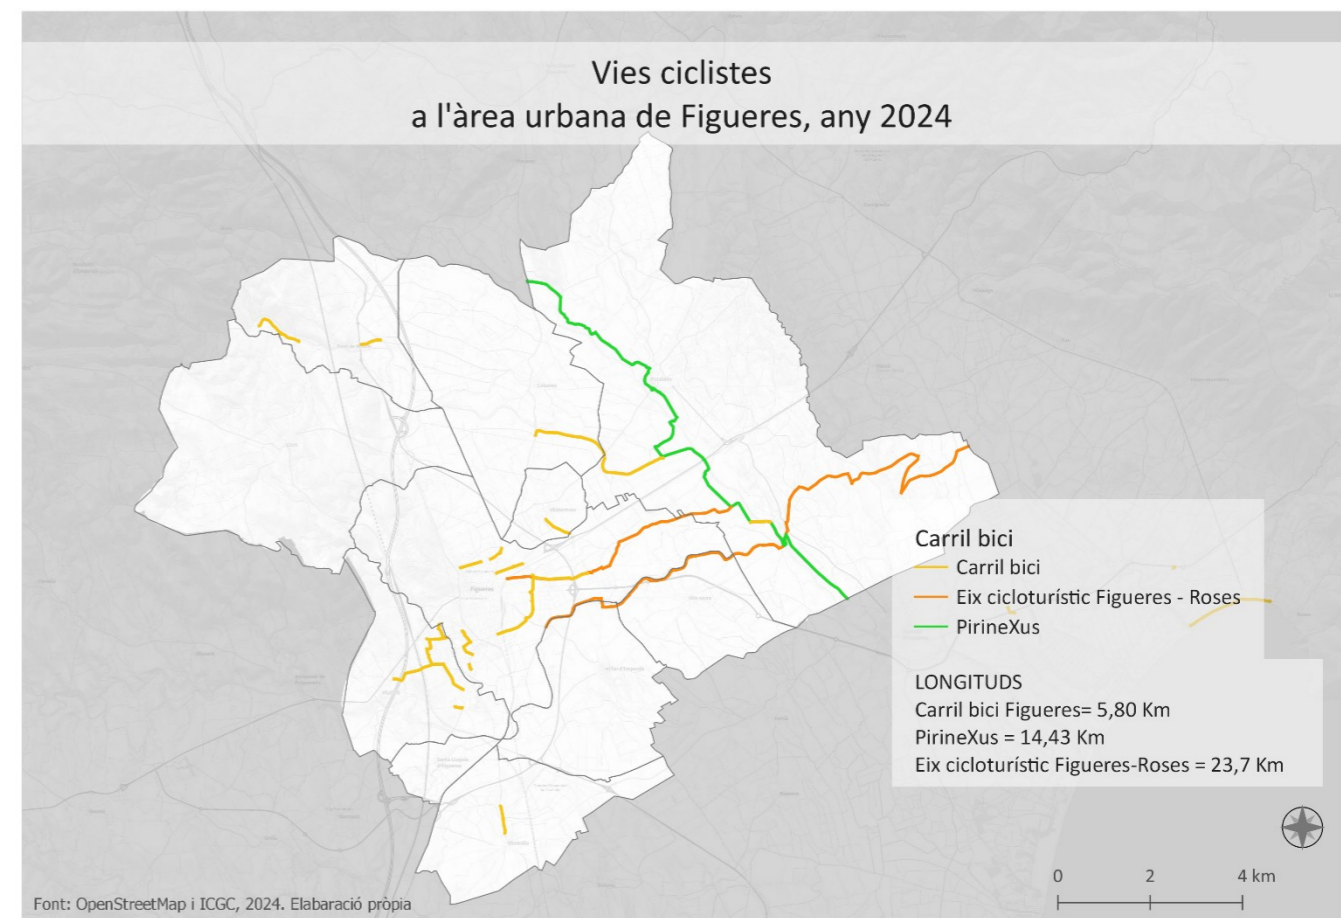 Vies ciclistes
a l'àrea urbana de Figueres, any 2024
Figueres
Carril bici
Carril bici
Eix cicloturístic Figueres - Roses
PirineXus
LONGITUDS
Carril bici Figueres= 5,80 Km
PirineXus = 14,43 Km
Eix cicloturístic Figueres-Roses = 23,7 Km
0 2 4 km
Font: OpenStreetMap i ICGC, 2024. Elabaració pròpia